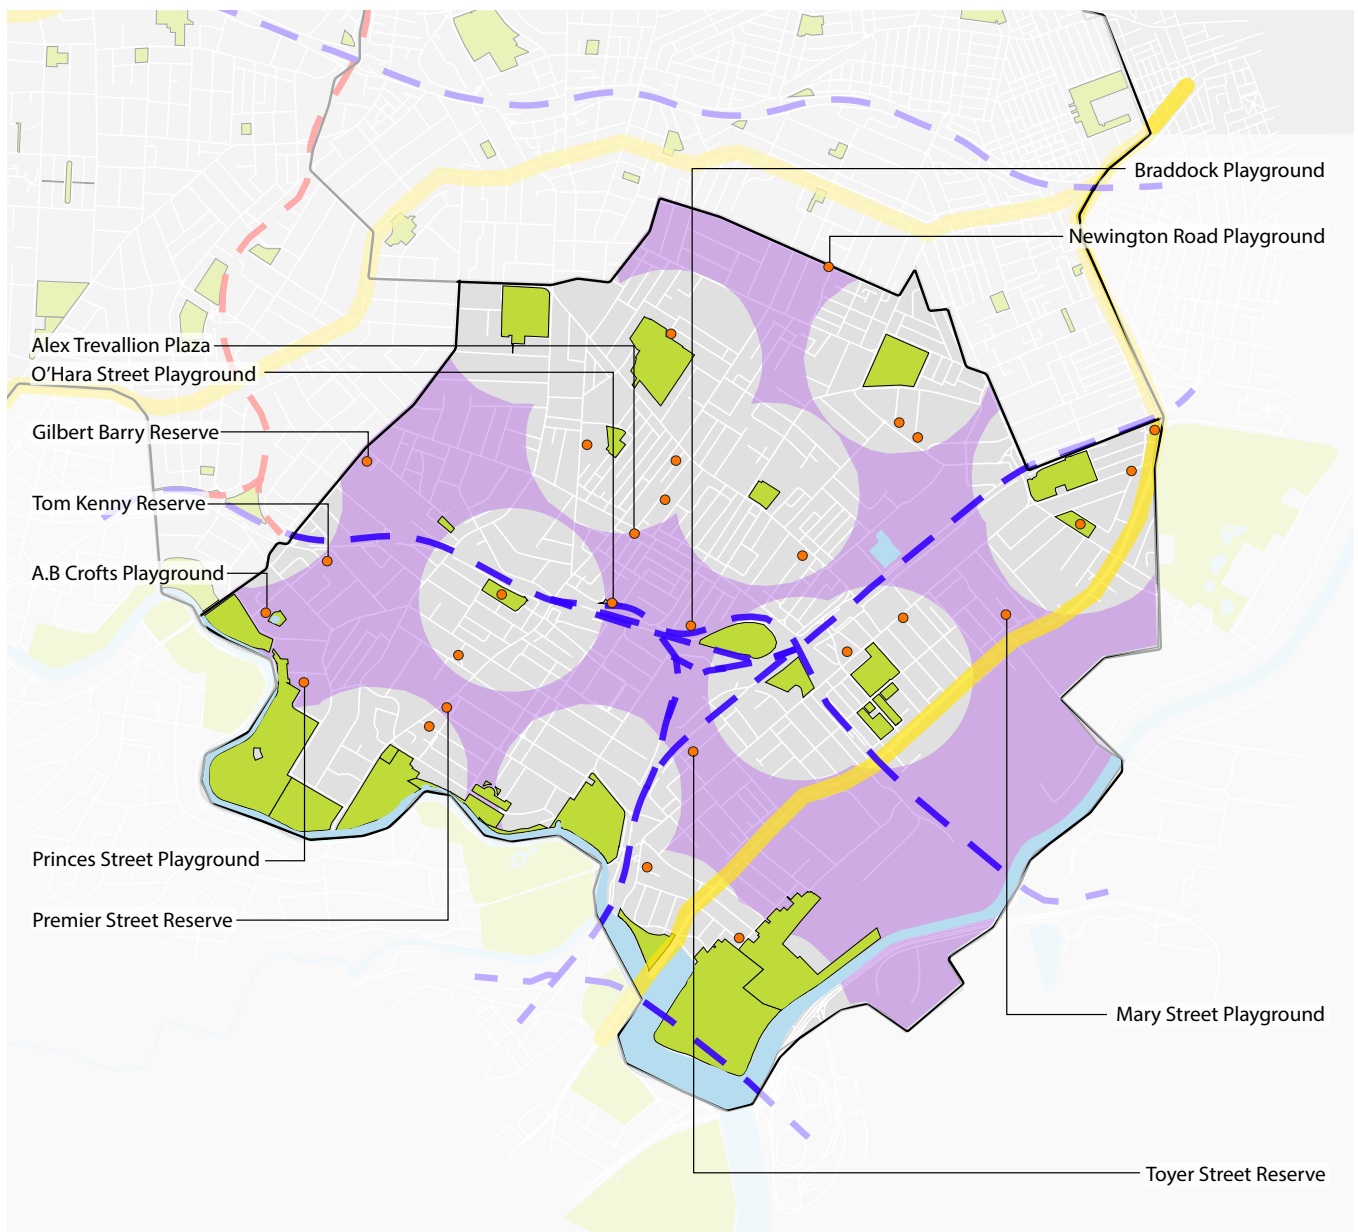 Braddock Playground
Newington Road Playground
Alex Trevallion Plaza
O'Hara Street Playground
Gilbert Barry Reserve
Tom Kenny Reserve
A.B Crofts Playground
Princes Street Playground
Premier Street Reserve
Mary Street Playground
Toyer Street Reserve